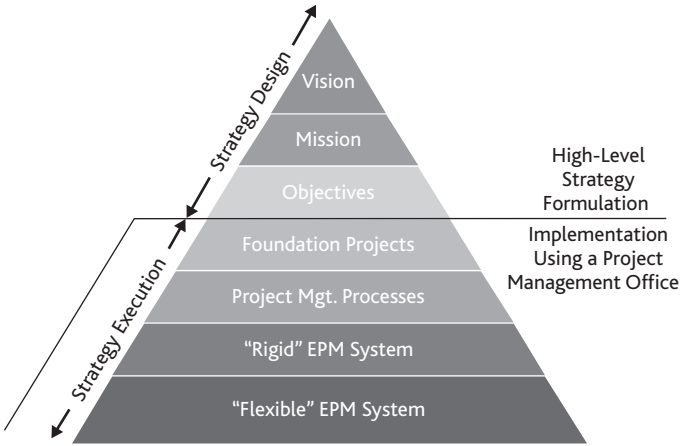 Strategy Design
Vision
Mission
Objectives
High-Level
Strategy
Formulation
Strategy Execution
Foundation Projects
Project Mgt. Processes
“Rigid” EPM System
“Flexible” EPM System
Implementation
Using a Project
Management Office